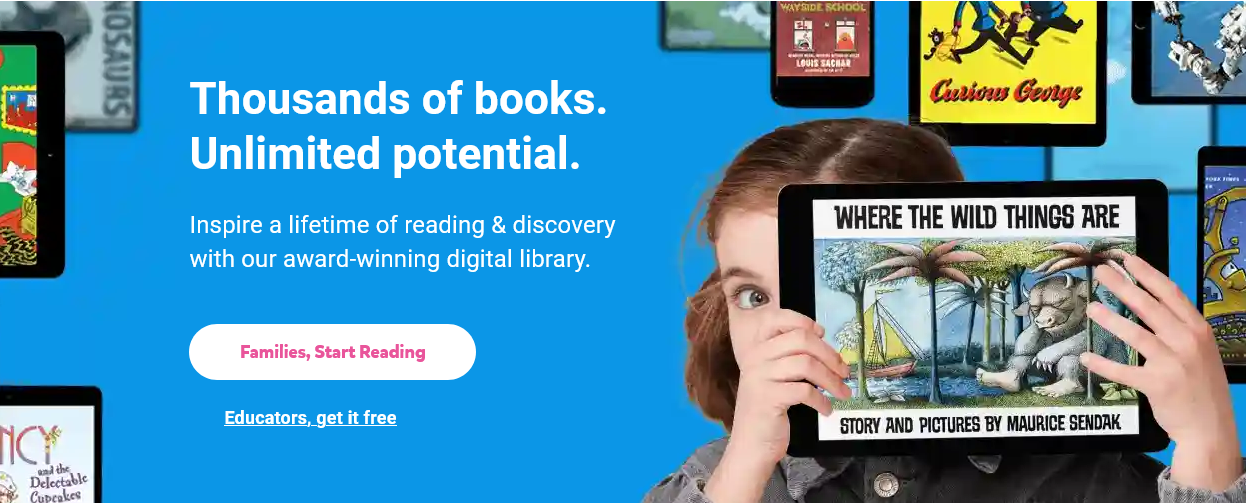 NOSAURS
WAYSIDE SCHOOL
LOUIS SACHAR
Curious George
Thousands of books.
Unlimited potential.
Inspire a lifetime of reading & discovery
with our award-winning digital library.
Families, Start Reading
Educators, get it free
WHERE THE WILD THINGS ARE
STORY AND PICTURES BY MAURICE SENDAK
NCY
and the
Delectable
Cupcakes